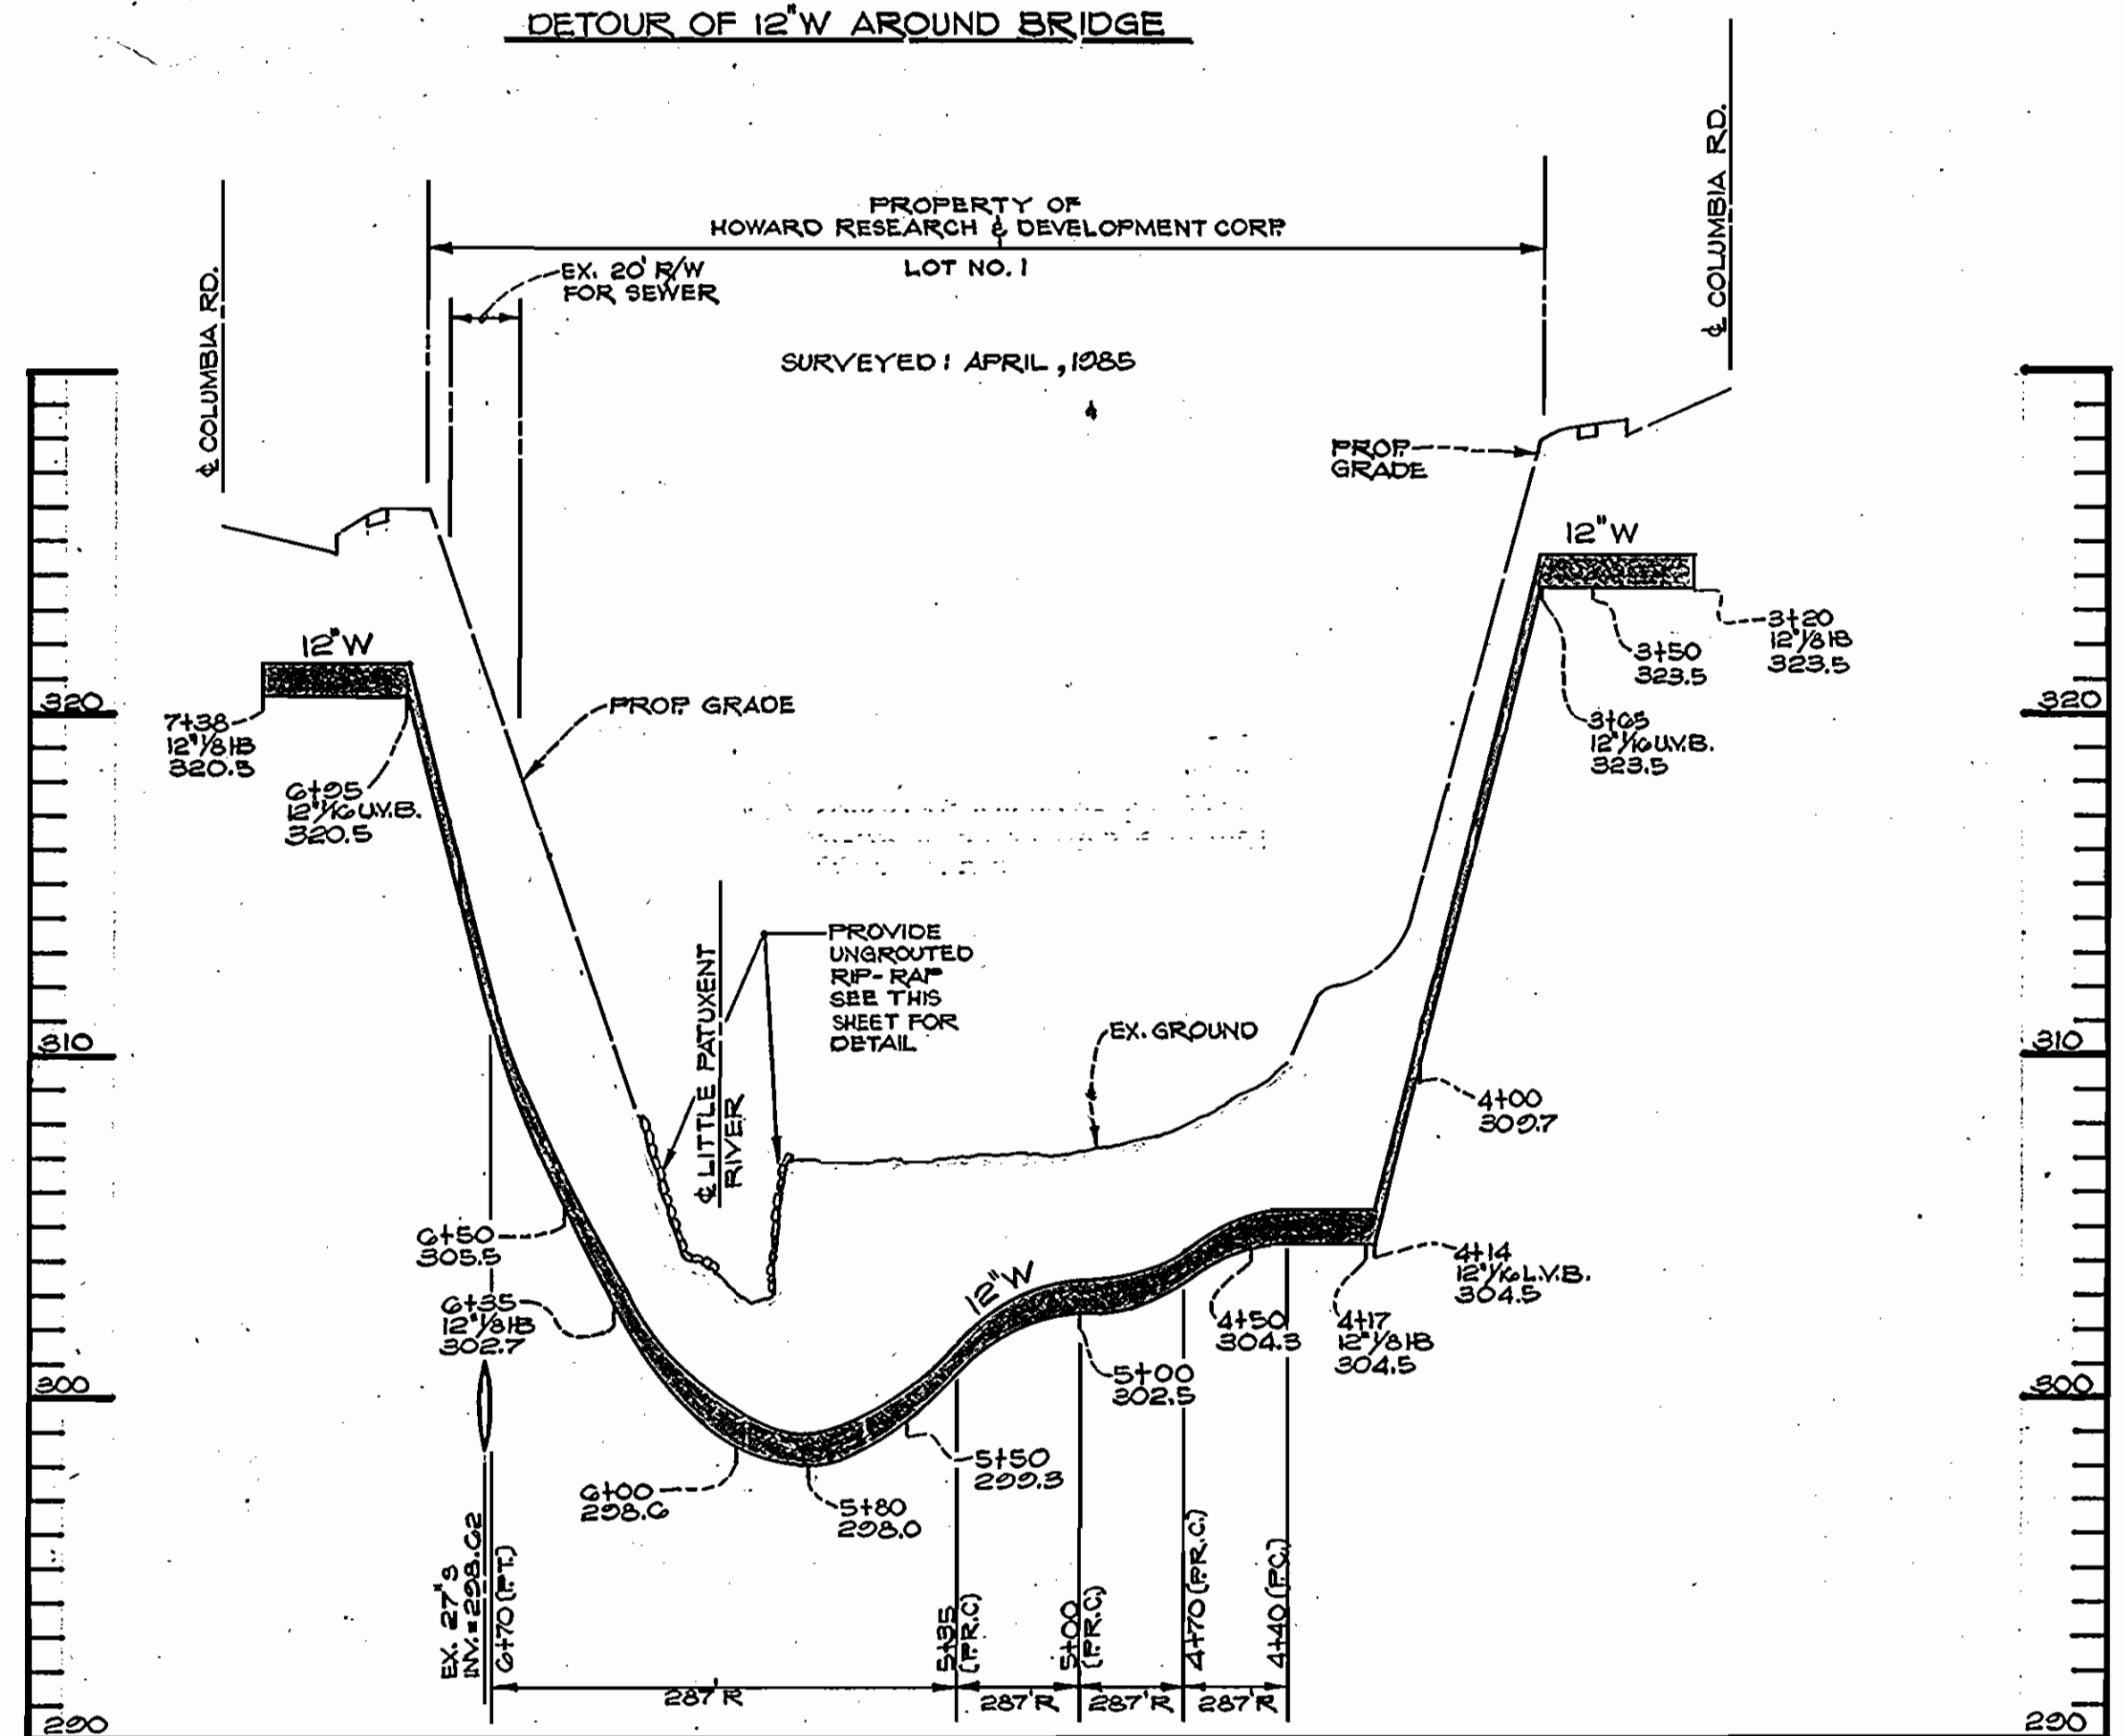 DETOUR OF 12"W AROUND BRIDGE
℄ COLUMBIA RD.
℄ COLUMBIA RD.
PROPERTY OF
HOWARD RESEARCH & DEVELOPMENT CORP.
LOT NO. 1
EX. 20' R/W
FOR SEWER
SURVEYED: APRIL, 1985
PROP.
GRADE
12"W
3+20
12" 1/8 HB
323.5
3+50
323.5
3+65
12" 1/16 U.V.B.
323.5
12"W
320
7+38
12" 1/8 HB
320.5
6+95
12" 1/16 U.V.B.
320.5
PROP. GRADE
320
℄ LITTLE PATUXENT
RIVER
PROVIDE
UNGROUTED
RIP-RAP
SEE THIS
SHEET FOR
DETAIL
EX. GROUND
310
310
4+00
309.7
6+50
305.5
6+35
12" 1/8 HB
302.7
12"W
4+14
12" 1/16 L.V.B.
304.5
4+17
12" 1/8 HB
304.5
4+50
304.3
5+00
302.5
300
300
5+50
299.3
6+00
298.6
5+80
298.0
EX. 27"S
INV.=298.62
6+70 (P.T.)
5+35
(P.R.C)
5+00
(P.R.C.)
4+70 (P.R.C.)
4+40 (P.C.)
287' R
287' R
287' R
287' R
290
290